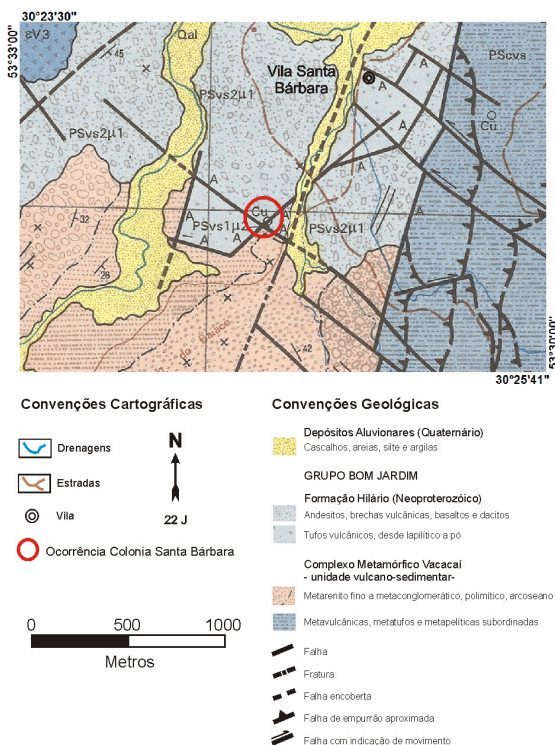 30°23'30"
53°33'00"
εV3
45
Qal
PSvs2μ1
PSvs2μ1
Vila Santa
Bárbara
A
A
A
A
PScvs
Cu
32
A
Cu
A
PSvs1μ2
A
A
A
A
PSvs2μ1
26
do
42
53°30'00"
30°25'41"
Convenções Cartográficas
Drenagens
Estradas
Vila
N
22 J
Ocorrência Colonia Santa Bárbara
0 500 1000
Metros
Convenções Geológicas
Depósitos Aluvionares (Quaternário)
Cascalhos, areias, silte e argilas
GRUPO BOM JARDIM
Formação Hilário (Neoproterozóico)
Andesitos, brechas vulcânicas, basaltos e dacitos
Tufos vulcânicos, desde lapilítico a pó
Complexo Metamórfico Vacacaí
- unidade vulcano-sedimentar-
Metarenito fino a metaconglomerático, polimítico, arcoseano
Metavulcânicas, metatufos e metapelíticas subordinadas
Falha
Fratura
Falha encoberta
Falha de empurrão aproximada
Falha com indicação de movimento